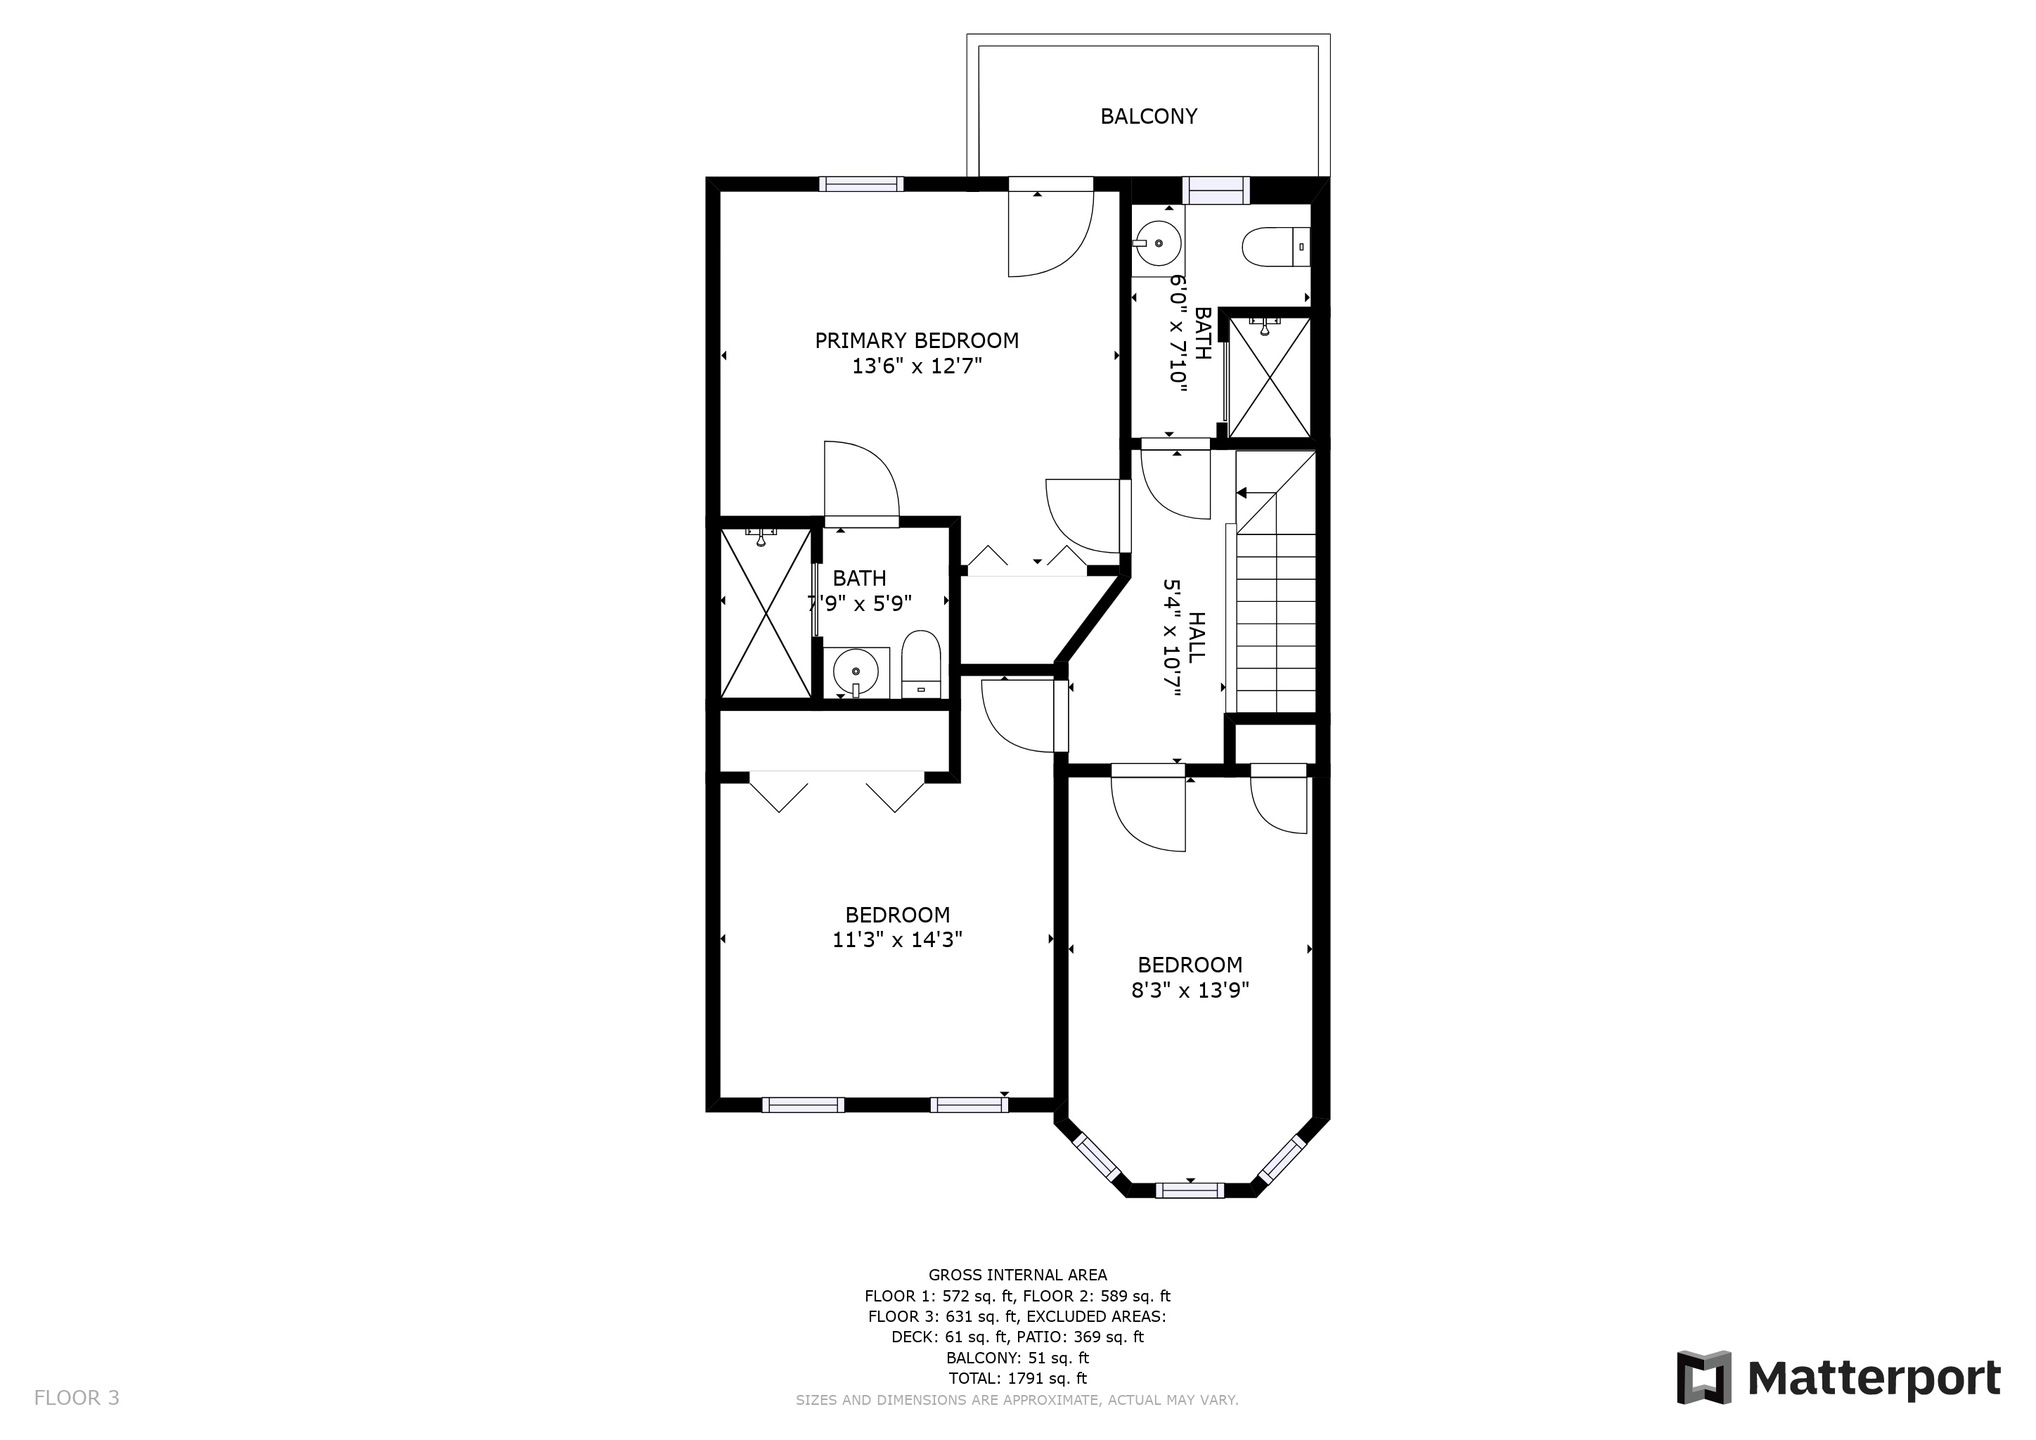 BALCONY
PRIMARY BEDROOM
13'6" x 12'7"
BATH
6'0" x 7'10"
BATH
7'9" x 5'9"
HALL
5'4" x 10'7"
BEDROOM
11'3" x 14'3"
BEDROOM
8'3" x 13'9"
GROSS INTERNAL AREA
FLOOR 1: 572 sq. ft, FLOOR 2: 589 sq. ft
FLOOR 3: 631 sq. ft, EXCLUDED AREAS:
DECK: 61 sq. ft, PATIO: 369 sq. ft
BALCONY: 51 sq. ft
TOTAL: 1791 sq. ft
SIZES AND DIMENSIONS ARE APPROXIMATE, ACTUAL MAY VARY.
FLOOR 3
Matterport